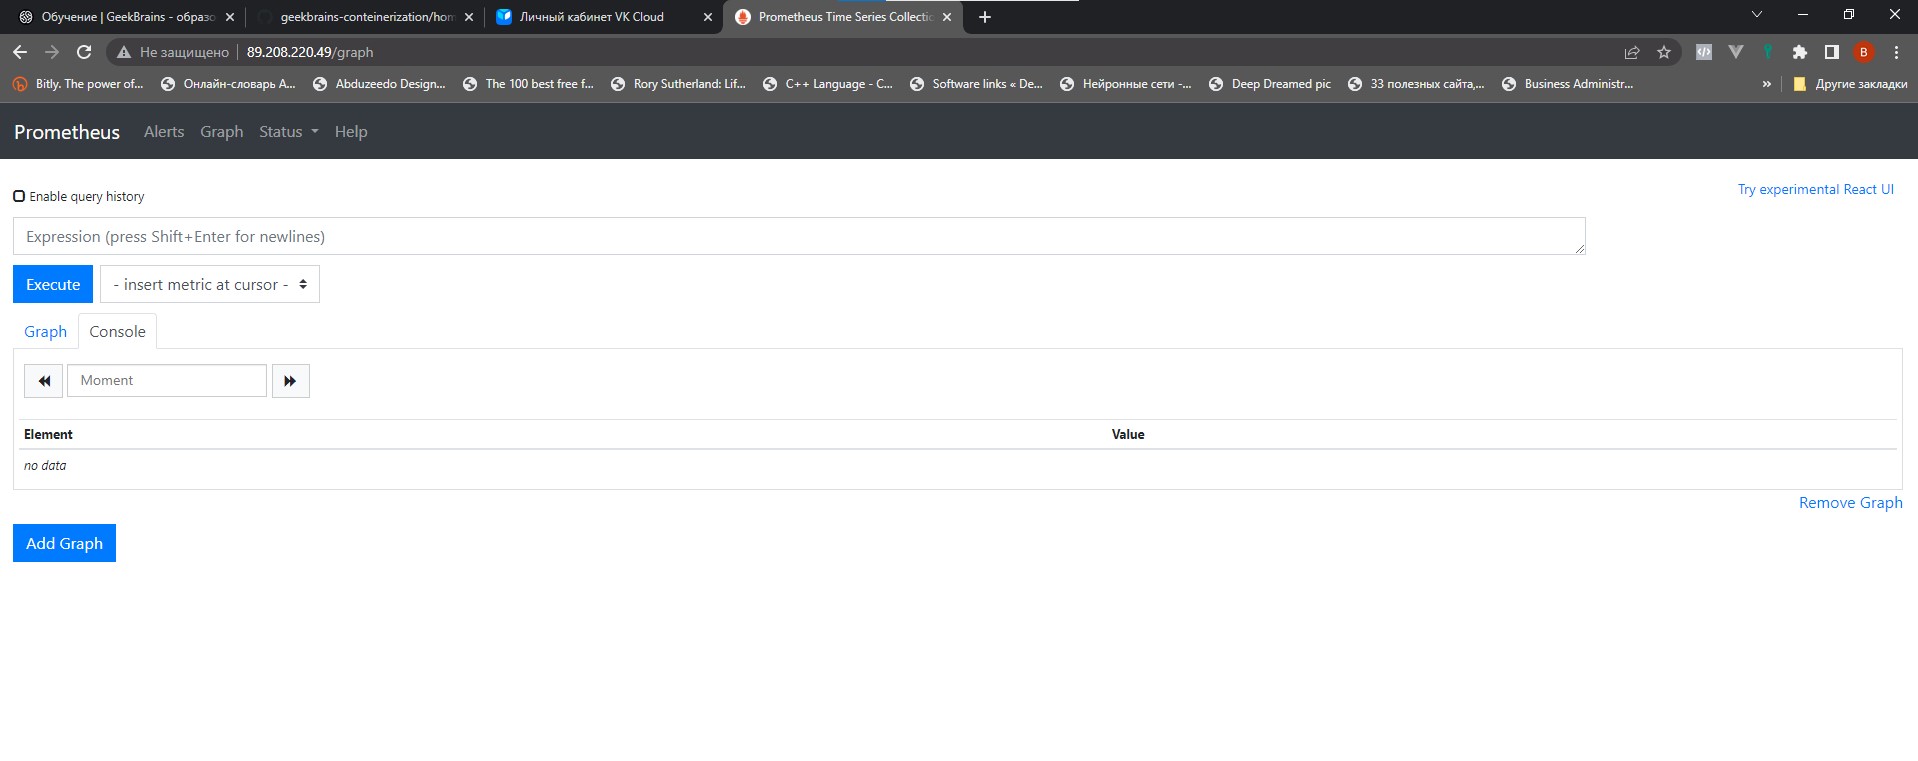 Обучение | GeekBrains - образо
geekbrains-conteinerization/hom
Личный кабинет VK Cloud
Prometheus Time Series Collectio
Не защищено
89.208.220.49/graph
B
Bitly. The power of...
Онлайн-словарь A...
Abduzeedo Design...
The 100 best free f...
Rory Sutherland: Lif...
C++ Language - C...
Software links « De...
Нейронные сети -...
Deep Dreamed pic
33 полезных сайта,...
Business Administr...
»
Другие закладки
Prometheus
Alerts
Graph
Status
Help
Enable query history
Try experimental React UI
Expression (press Shift+Enter for newlines)
Execute
- insert metric at cursor -
Graph
Console
Moment
Element
Value
no data
Remove Graph
Add Graph